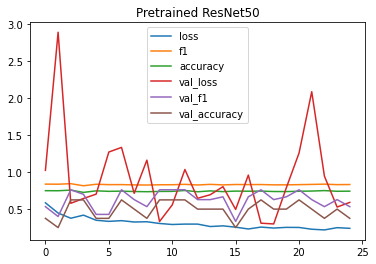 Pretrained ResNet50
3.0
2.5
2.0
1.5
1.0
0.5
loss
f1
accuracy
val_loss
val_f1
val_accuracy
0 5 10 15 20 25